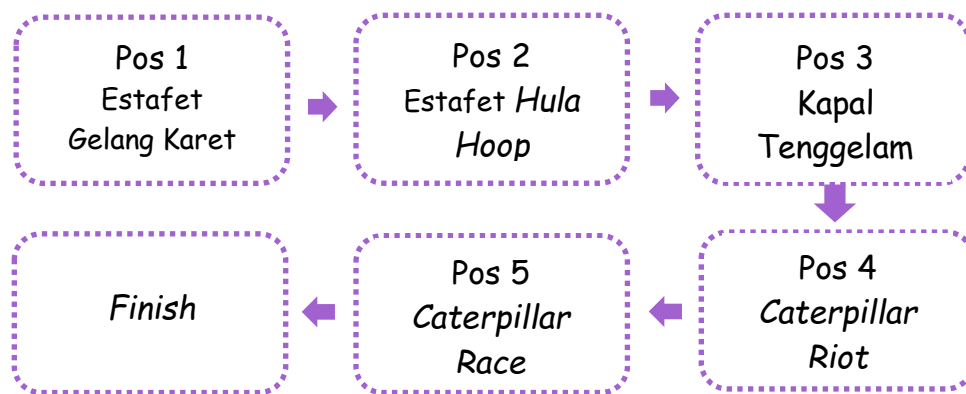 Pos 1
Estafet
Gelang Karet
Pos 2
Estafet Hula
Hoop
Pos 3
Kapal
Tenggelam
Pos 4
Caterpillar
Riot
Pos 5
Caterpillar
Race
Finish